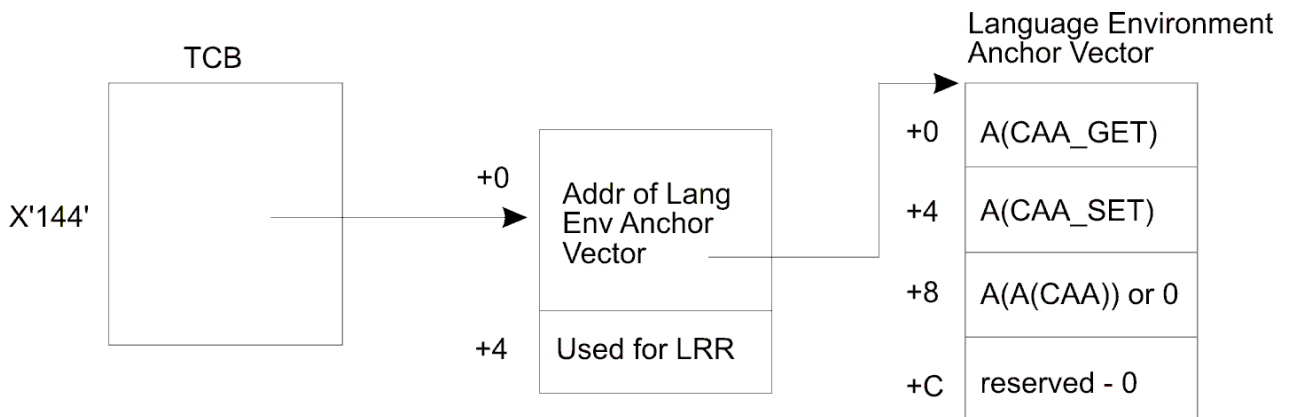 Language Environment
Anchor Vector
TCB
+0
A(CAA_GET)
+0
Addr of Lang
Env Anchor
Vector
X'144'
+4
A(CAA_SET)
+8
A(A(CAA)) or 0
+4
Used for LRR
+C
reserved - 0